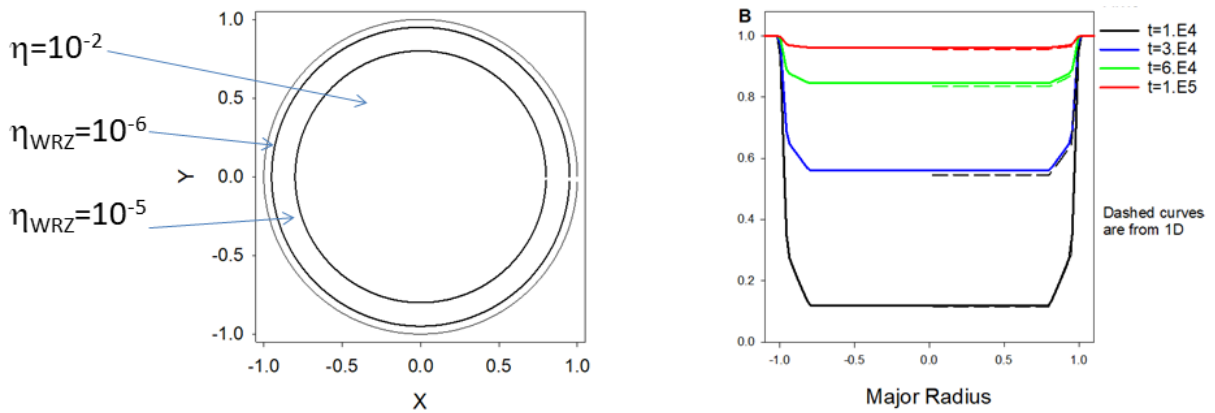 η=10⁻²
η_WRZ=10⁻⁶
η_WRZ=10⁻⁵
1.0
0.5
0.0
-0.5
-1.0
Y
-1.0 -0.5 0.0 0.5 1.0
X
B
1.0
0.8
0.6
0.4
0.2
0.0
-1.0 -0.5 0.0 0.5 1.0
Major Radius
t=1.E4
t=3.E4
t=6.E4
t=1.E5
Dashed curves
are from 1D